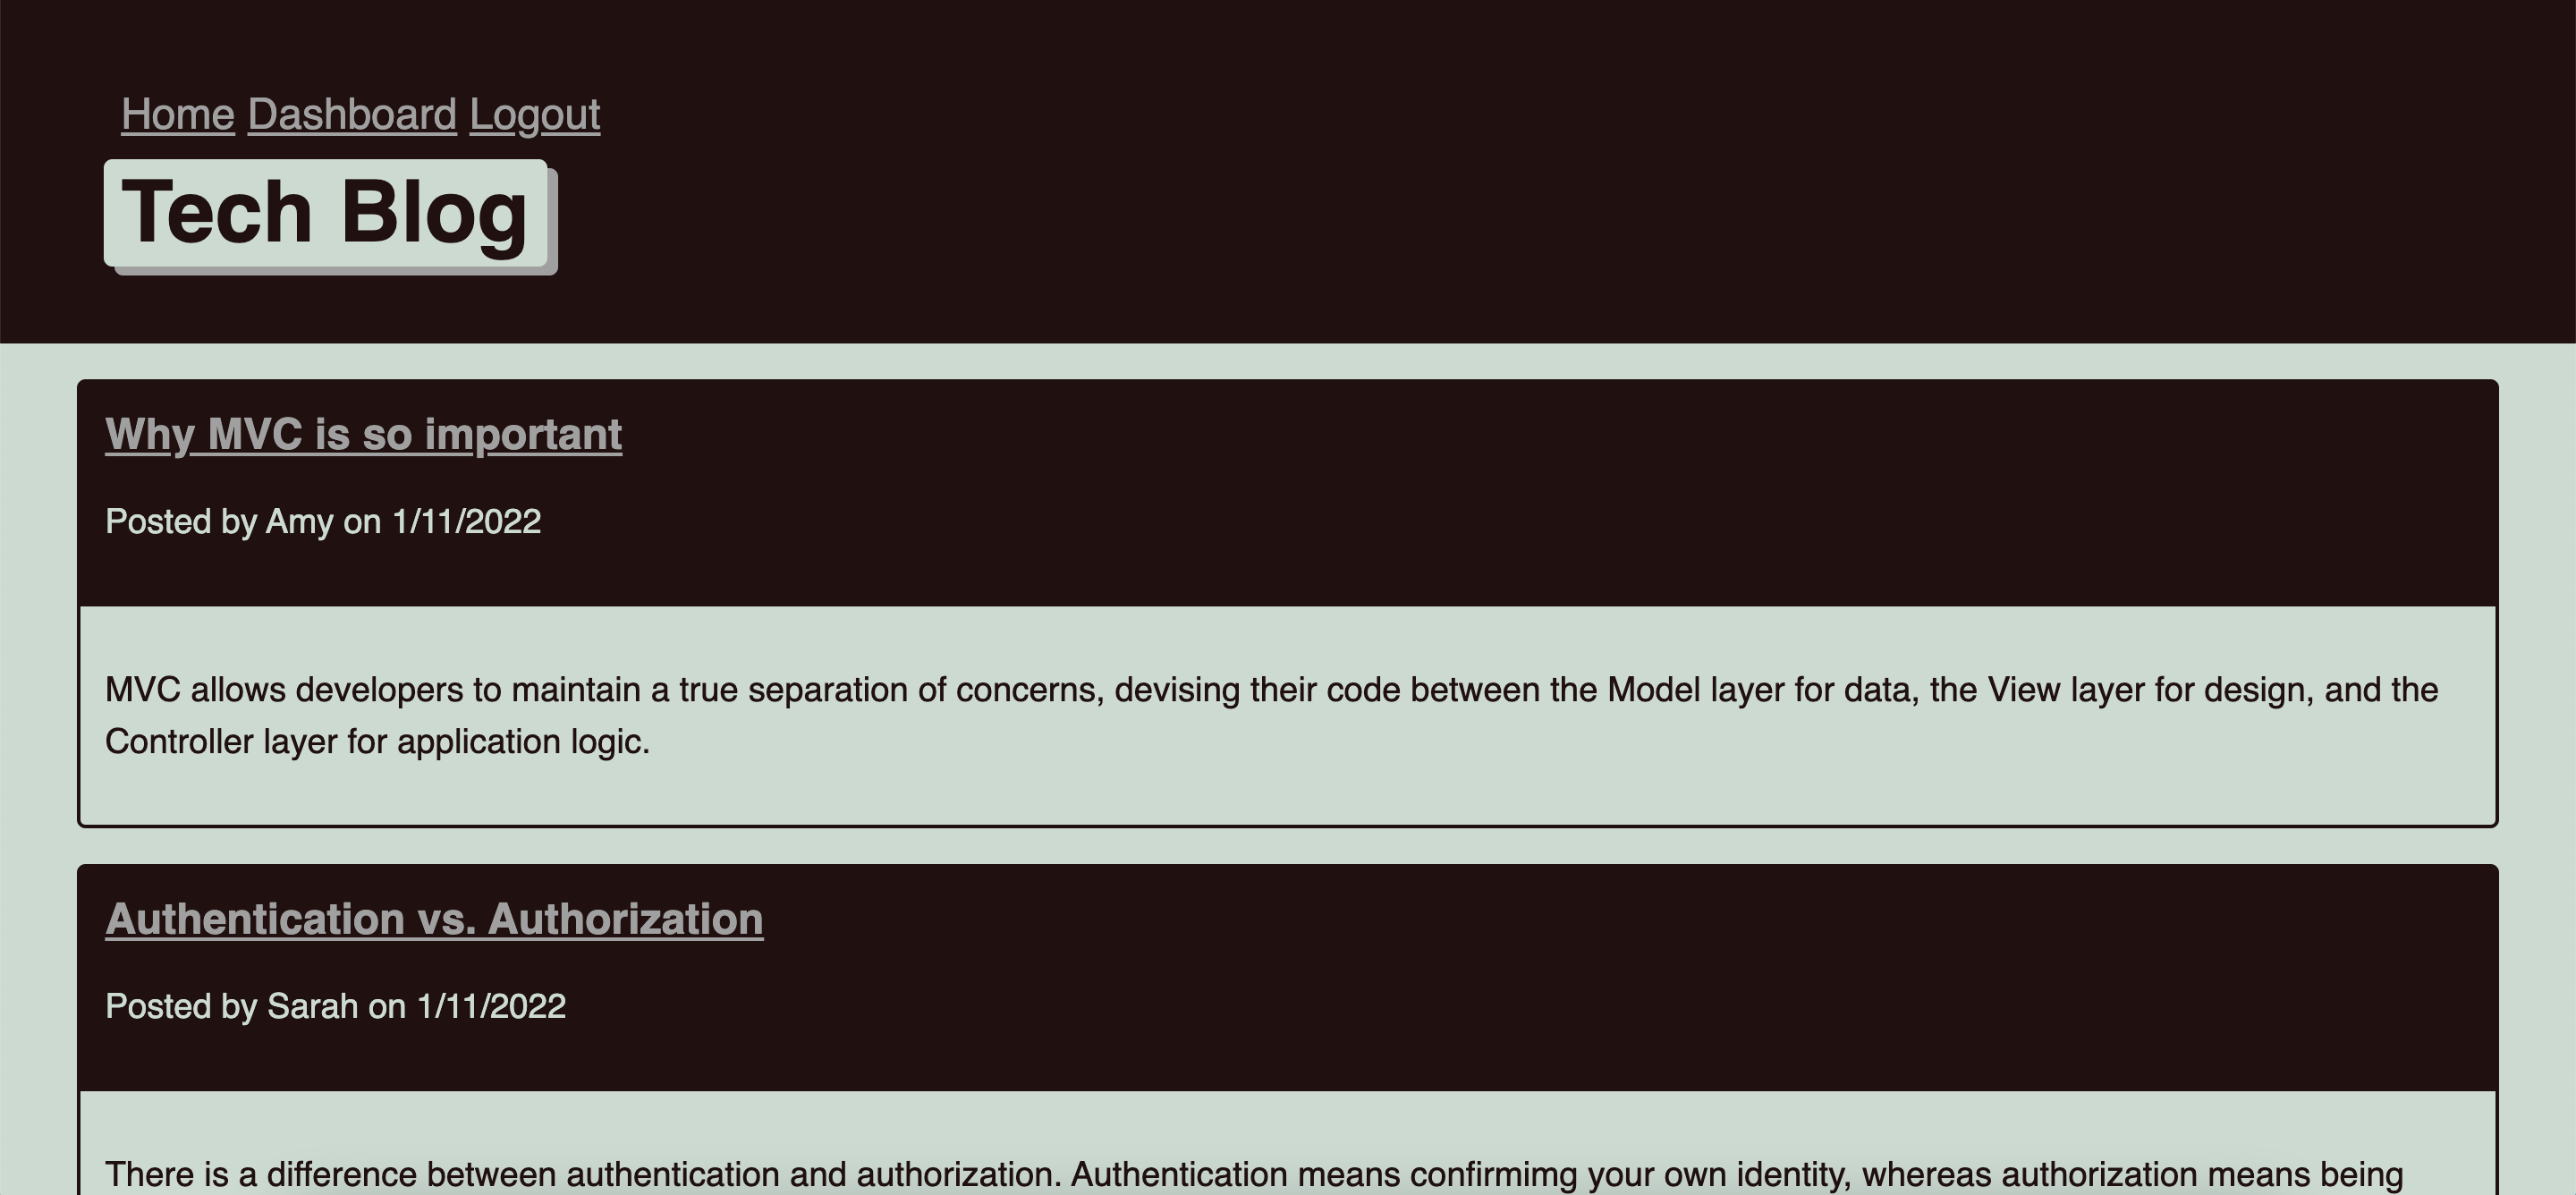 Home Dashboard Logout
Tech Blog
Why MVC is so important
Posted by Amy on 1/11/2022
MVC allows developers to maintain a true separation of concerns, devising their code between the Model layer for data, the View layer for design, and the
Controller layer for application logic.
Authentication vs. Authorization
Posted by Sarah on 1/11/2022
There is a difference between authentication and authorization. Authentication means confirmimg your own identity, whereas authorization means being